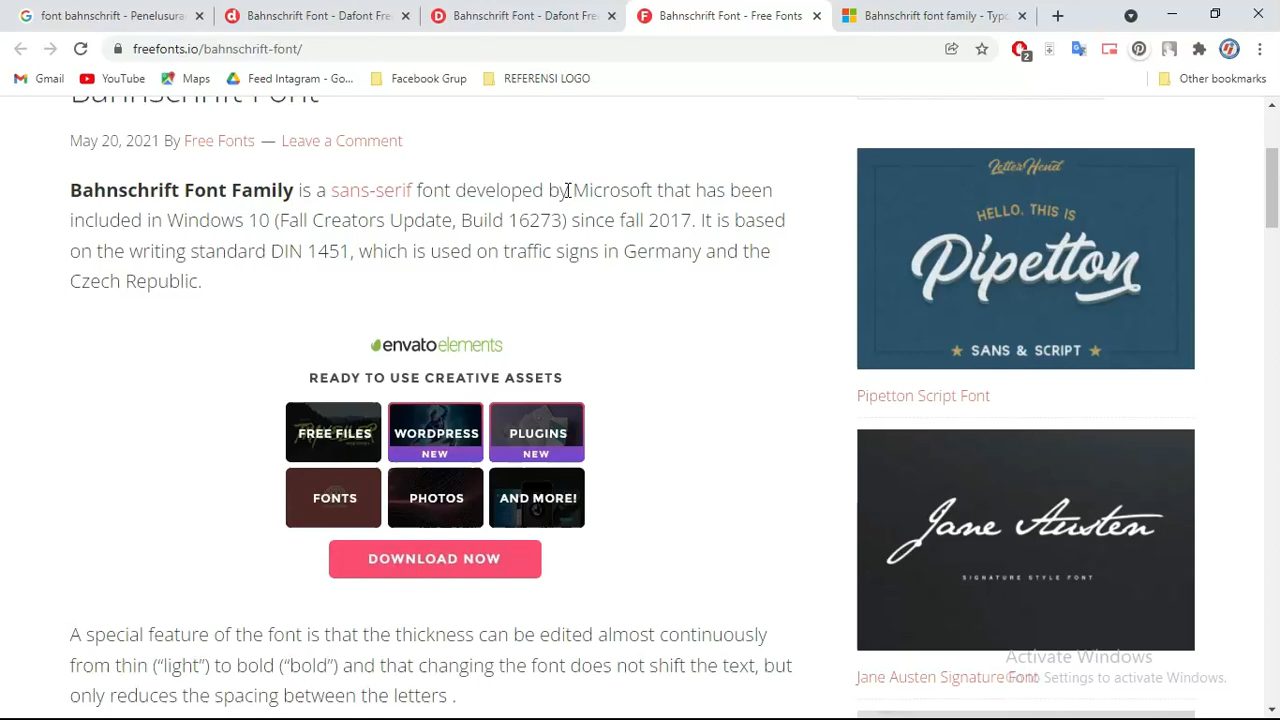 font bahnschrift - Penelusura
Bahnschrift Font - Dafont Free
Bahnschrift Font - Dafont Free
Bahnschrift Font - Free Fonts
Bahnschrift font family - Typo
freefonts.io/bahnschrift-font/
2
Gmail
YouTube
Maps
Feed Intagram - Go...
Facebook Grup
REFERENSI LOGO
Other bookmarks
Bahnschrift Font
May 20, 2021 By Free Fonts — Leave a Comment
Bahnschrift Font Family is a sans-serif font developed by Microsoft that has been
included in Windows 10 (Fall Creators Update, Build 16273) since fall 2017. It is based
on the writing standard DIN 1451, which is used on traffic signs in Germany and the
Czech Republic.
envatoelements
READY TO USE CREATIVE ASSETS
FREE FILES
WORDPRESS
NEW
PLUGINS
NEW
FONTS
PHOTOS
AND MORE!
DOWNLOAD NOW
A special feature of the font is that the thickness can be edited almost continuously
from thin (“light”) to bold (“bold”) and that changing the font does not shift the text, but
only reduces the spacing between the letters .
LetterHend
HELLO, THIS IS
Pipetton
SANS & SCRIPT
Pipetton Script Font
Jane Austen
SIGNATURE STYLE FONT
Jane Austen Signature Font
Activate Windows
Go to Settings to activate Windows.